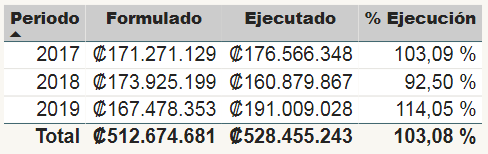 Periodo Formulado Ejecutado % Ejecución
2017 ₡171.271.129 ₡176.566.348 103,09 %
2018 ₡173.925.199 ₡160.879.867 92,50 %
2019 ₡167.478.353 ₡191.009.028 114,05 %
Total ₡512.674.681 ₡528.455.243 103,08 %